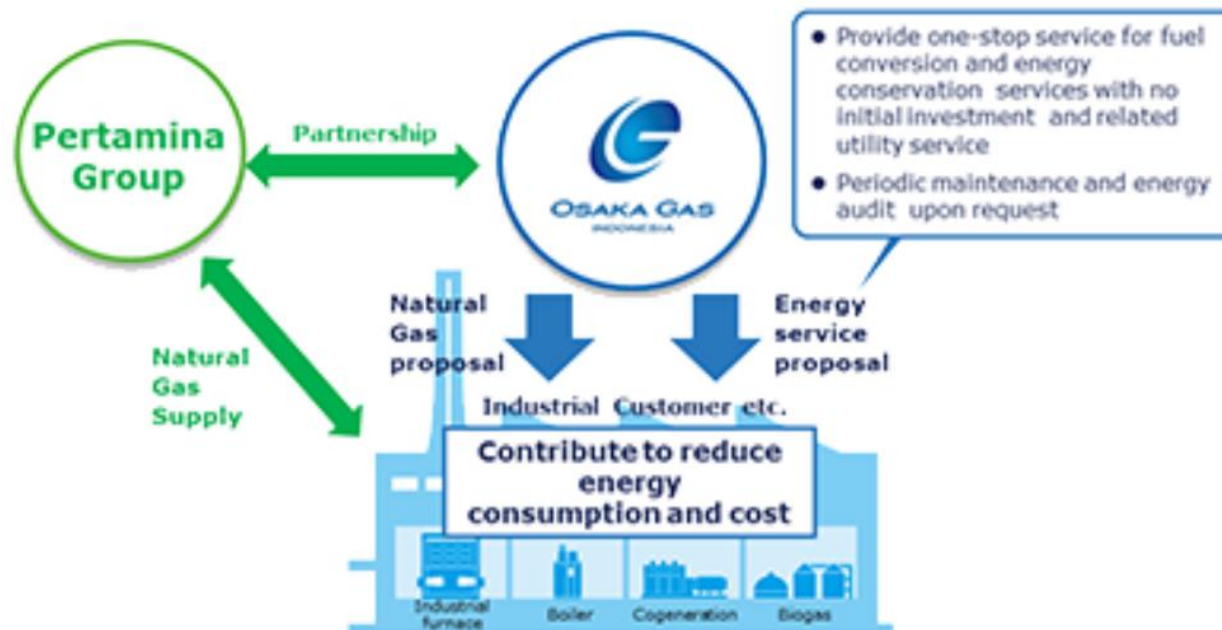 Pertamina
Group
Partnership
OSAKA GAS
INDONESIA
● Provide one-stop service for fuel
conversion and energy
conservation services with no
initial investment and related
utility service
● Periodic maintenance and energy
audit upon request
Natural
Gas
Supply
Natural
Gas
proposal
Energy
service
proposal
Industrial Customer etc.
Contribute to reduce
energy
consumption and cost
Industrial
furnace
Boiler
Cogeneration
Biogas